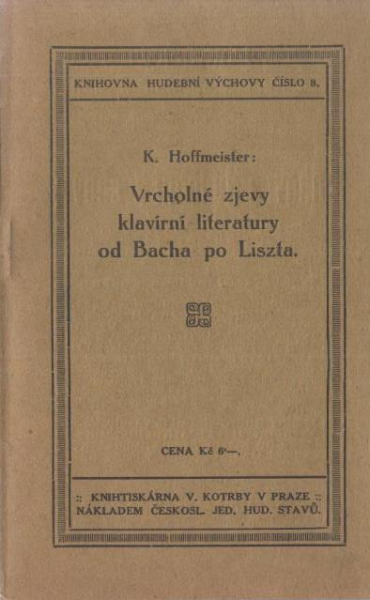 KNIHOVNA HUDEBNÍ VÝCHOVY ČÍSLO 8.
K. Hoffmeister:
Vrcholné zjevy
klavírní literatury
od Bacha po Liszta.
CENA Kč 6·—.
:: KNIHTISKÁRNA V. KOTRBY V PRAZE ::
NÁKLADEM ČESKOSL. JED. HUD. STAVŮ.